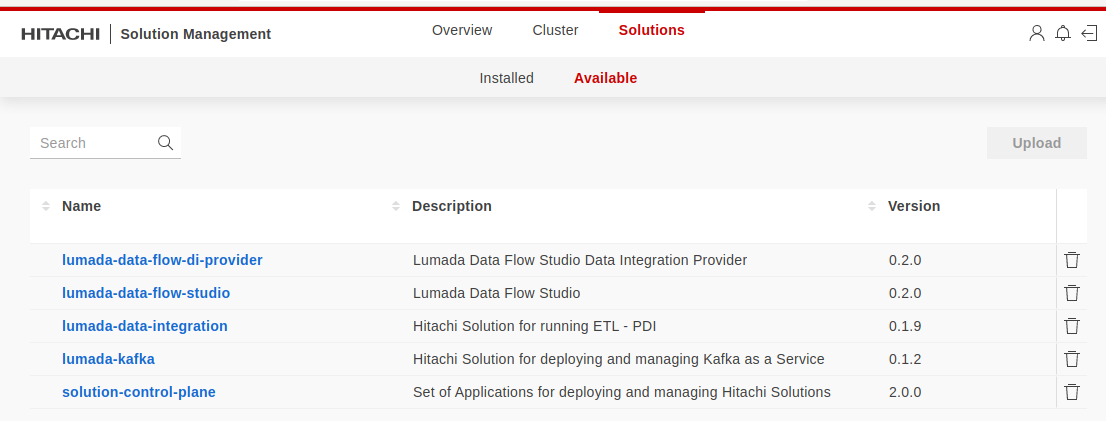 HITACHI Solution Management Overview Cluster Solutions
Installed Available
Search Upload
Name Description Version
lumada-data-flow-di-provider Lumada Data Flow Studio Data Integration Provider 0.2.0
lumada-data-flow-studio Lumada Data Flow Studio 0.2.0
lumada-data-integration Hitachi Solution for running ETL - PDI 0.1.9
lumada-kafka Hitachi Solution for deploying and managing Kafka as a Service 0.1.2
solution-control-plane Set of Applications for deploying and managing Hitachi Solutions 2.0.0